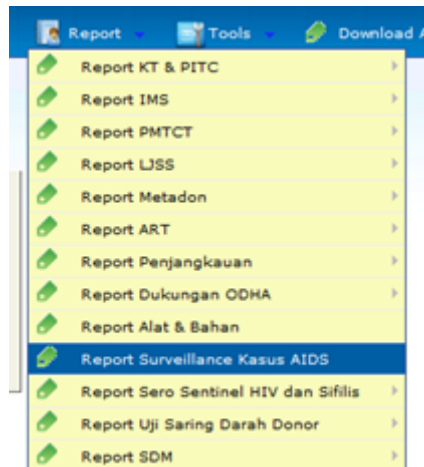 Report Tools Download A
Report KT & PITC
Report IMS
Report PMTCT
Report LJSS
Report Metadon
Report ART
Report Penjangkauan
Report Dukungan ODHA
Report Alat & Bahan
Report Surveillance Kasus AIDS
Report Sero Sentinel HIV dan Sifilis
Report Uji Saring Darah Donor
Report SDM